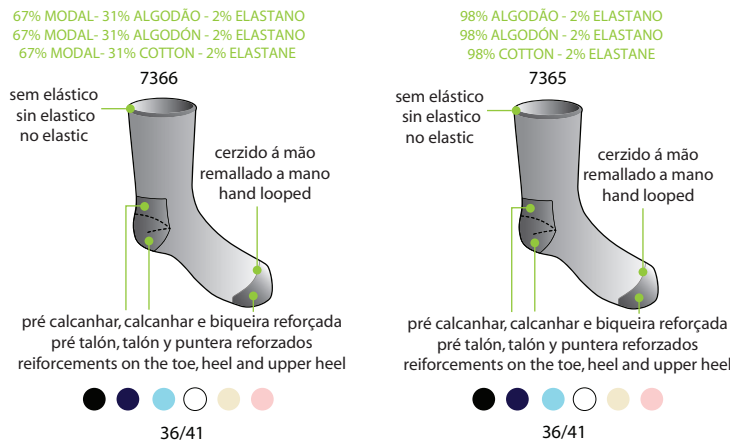 67% MODAL- 31% ALGODÃO - 2% ELASTANO
67% MODAL- 31% ALGODÓN - 2% ELASTANO
67% MODAL- 31% COTTON - 2% ELASTANE
7366
sem elástico
sin elastico
no elastic
cerzido á mão
remallado a mano
hand looped
pré calcanhar, calcanhar e biqueira reforçada
pré talón, talón y puntera reforzados
reiforcements on the toe, heel and upper heel
36/41
98% ALGODÃO - 2% ELASTANO
98% ALGODÓN - 2% ELASTANO
98% COTTON - 2% ELASTANE
7365
sem elástico
sin elastico
no elastic
cerzido á mão
remallado a mano
hand looped
pré calcanhar, calcanhar e biqueira reforçada
pré talón, talón y puntera reforzados
reiforcements on the toe, heel and upper heel
36/41